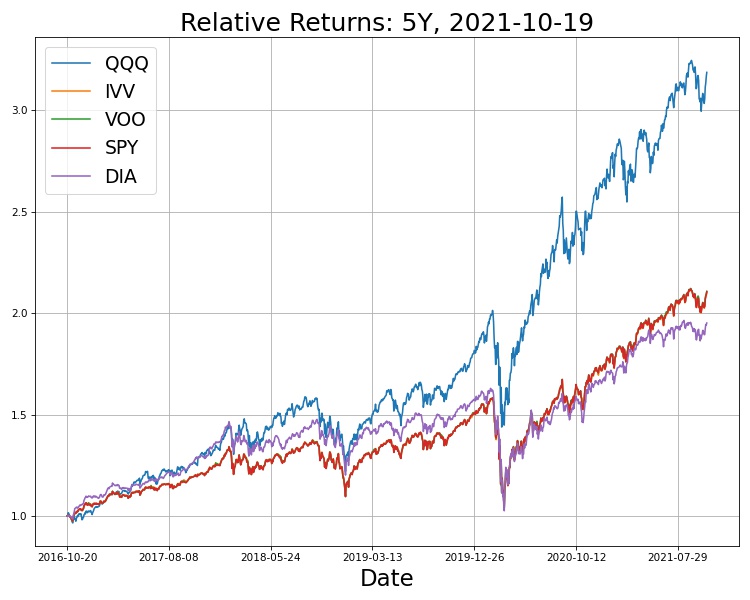 Relative Returns: 5Y, 2021-10-19
QQQ
IVV
VOO
SPY
DIA
3.0
2.5
2.0
1.5
1.0
2016-10-20 2017-08-08 2018-05-24 2019-03-13 2019-12-26 2020-10-12 2021-07-29
Date